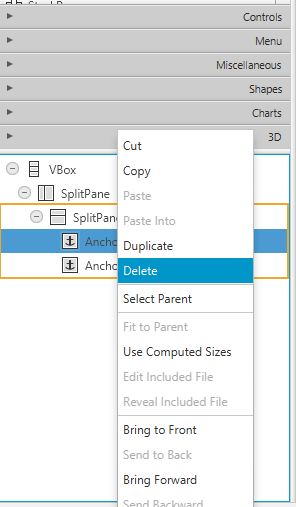 Controls
Menu
Miscellaneous
Shapes
Charts
3D
VBox
SplitPane
SplitPan
Ancho
Ancho
Cut
Copy
Paste
Paste Into
Duplicate
Delete
Select Parent
Fit to Parent
Use Computed Sizes
Edit Included File
Reveal Included File
Bring to Front
Send to Back
Bring Forward
Send Backward